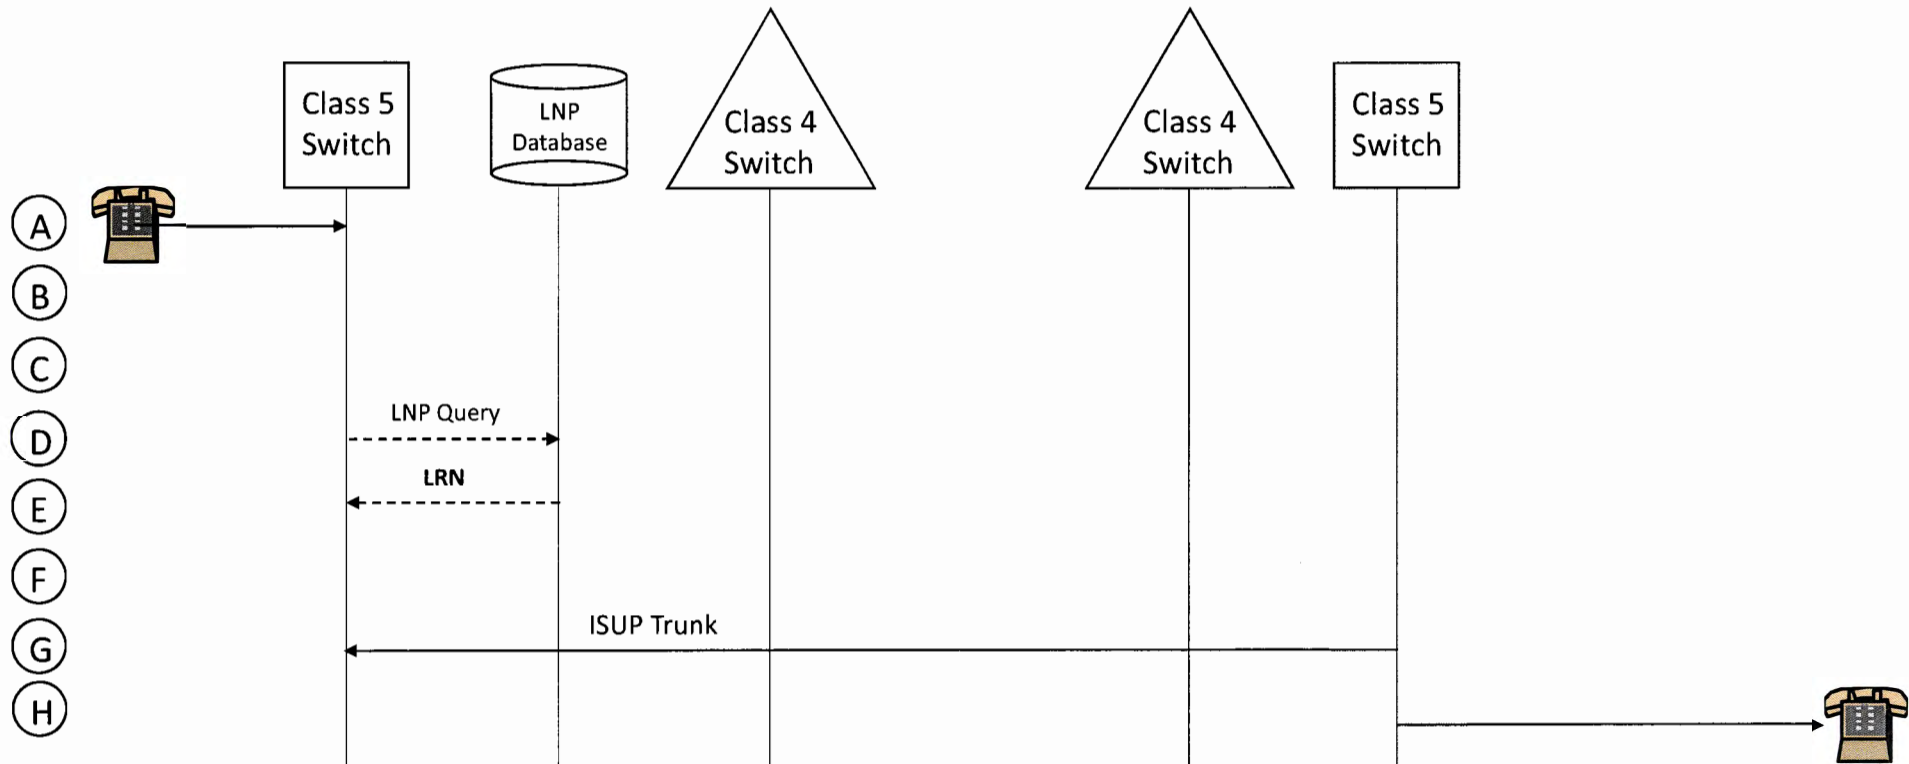 Class 5
Switch
LNP
Database
Class 4
Switch
Class 4
Switch
Class 5
Switch
A
B
C
LNP Query
D
LRN
E
F
ISUP Trunk
G
H